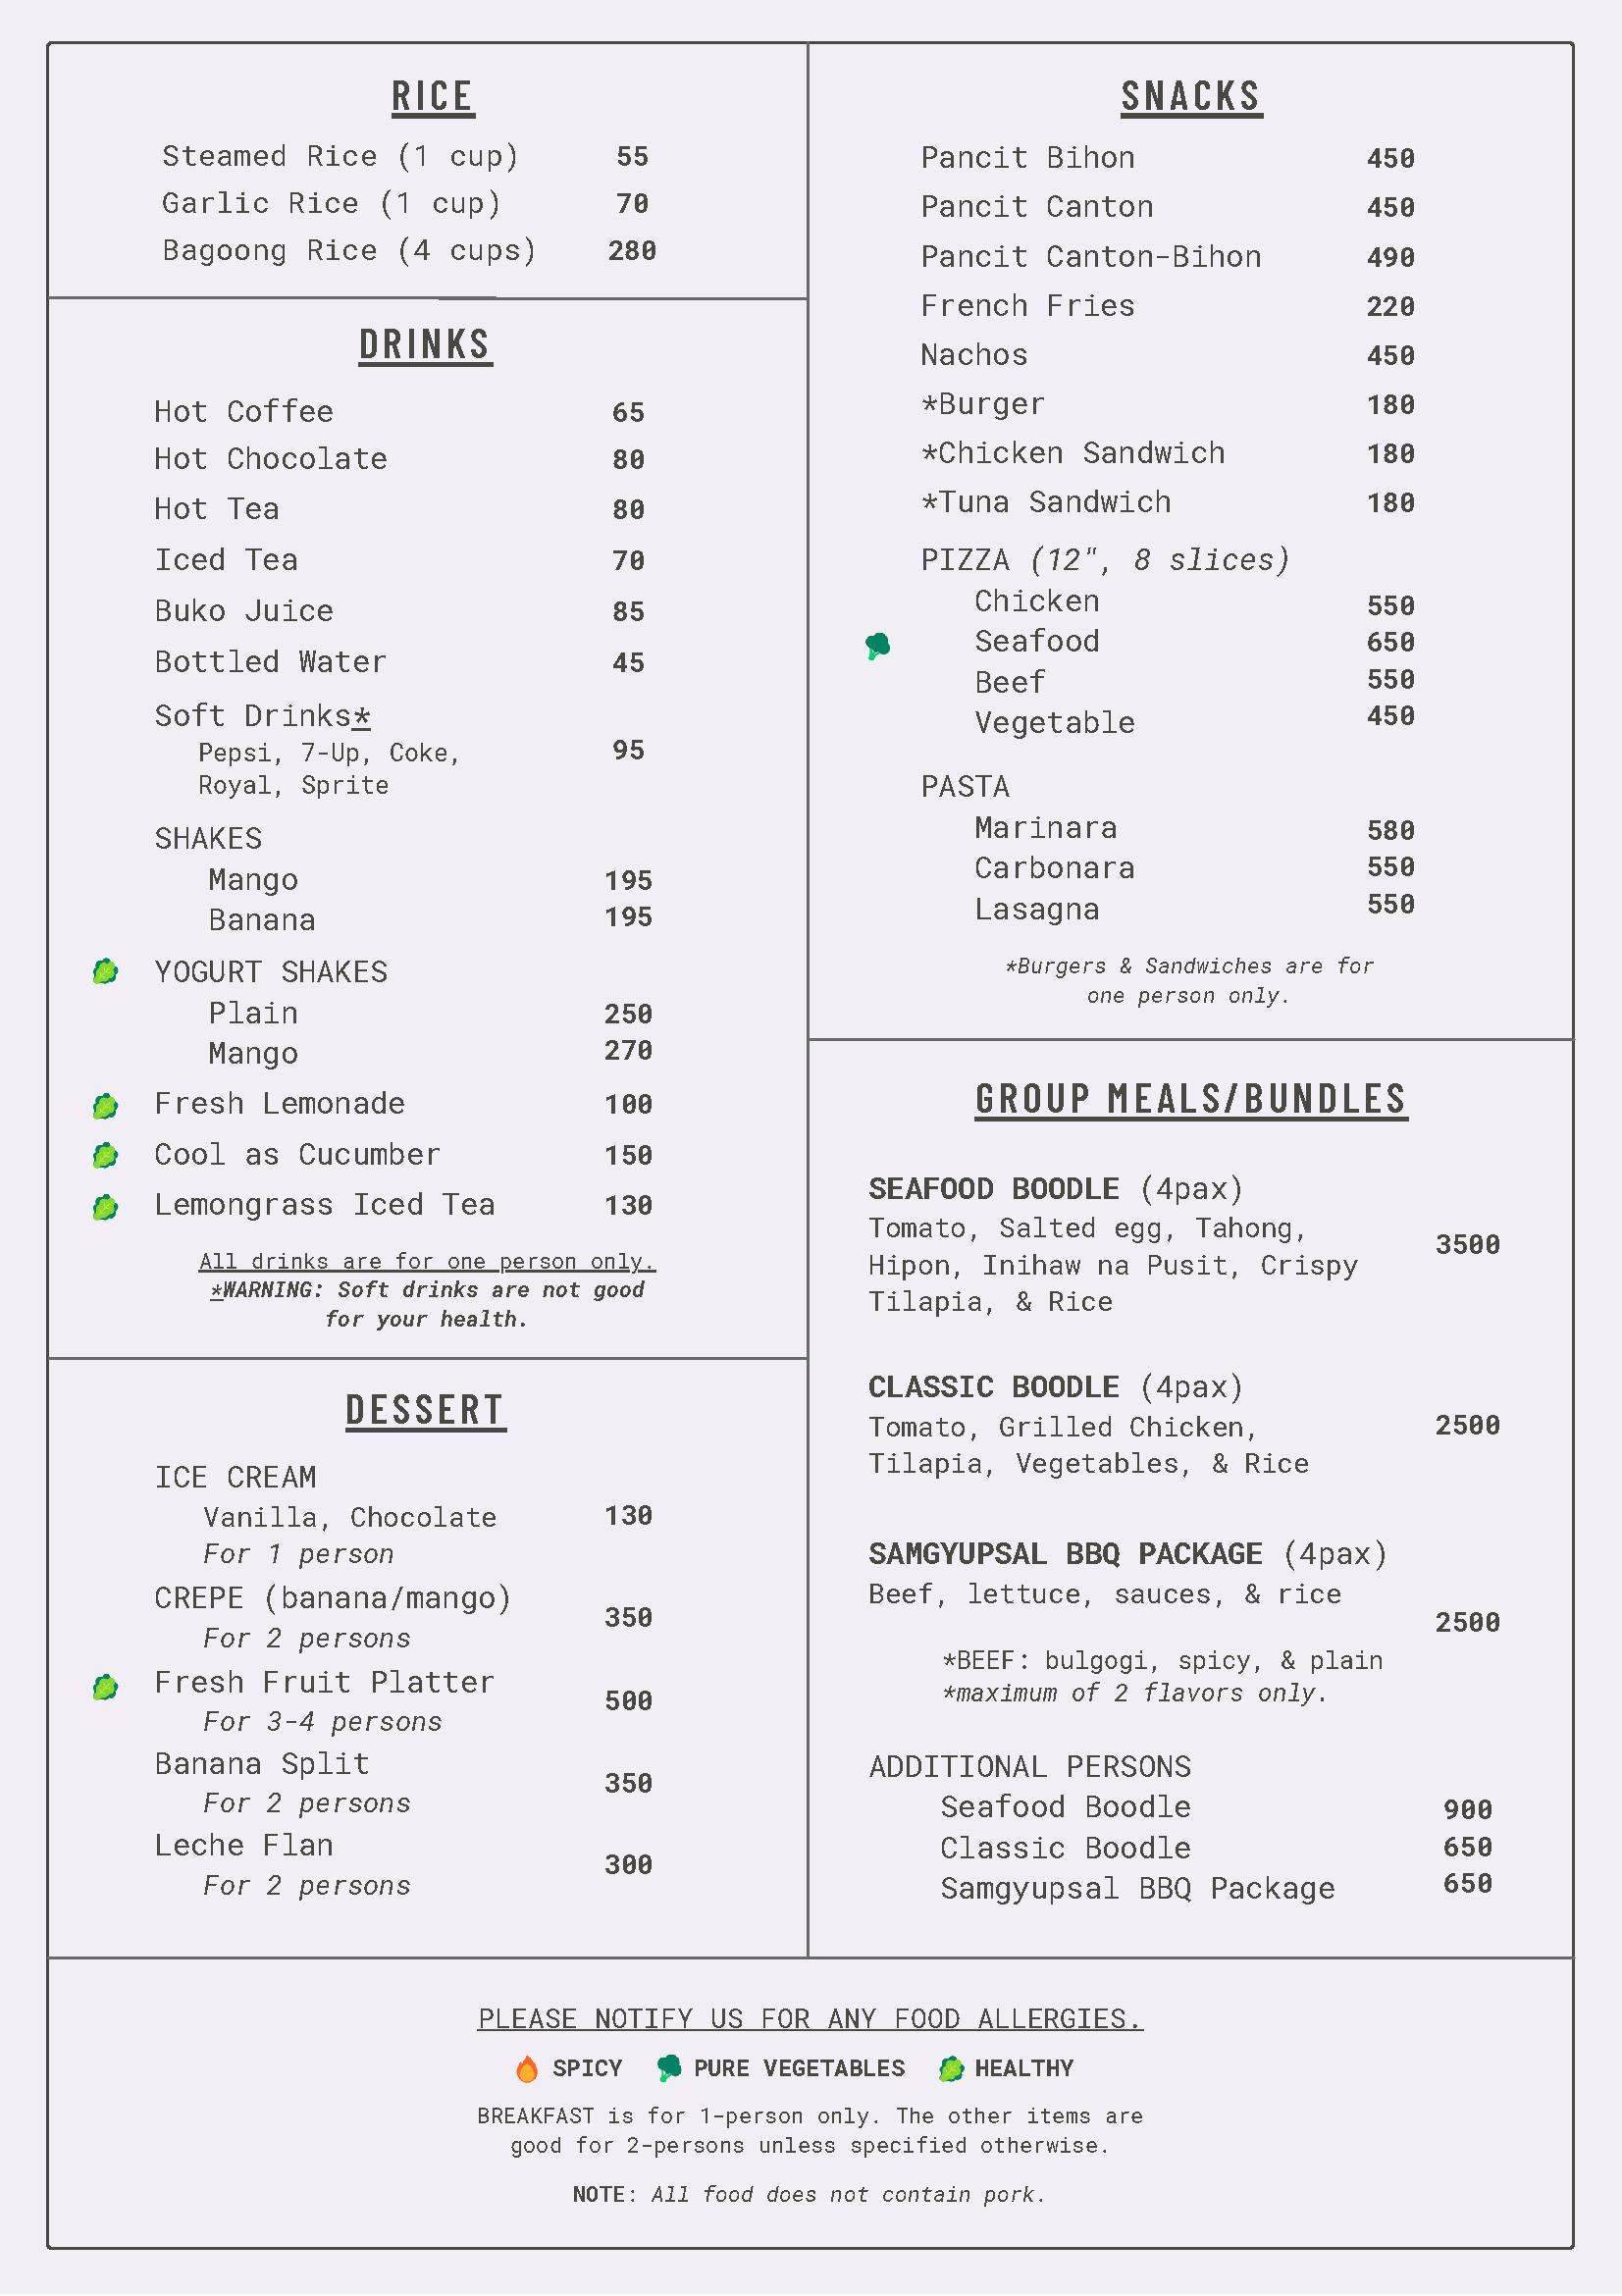 RICE
Steamed Rice (1 cup) 55
Garlic Rice (1 cup) 70
Bagoong Rice (4 cups) 280
DRINKS
Hot Coffee 65
Hot Chocolate 80
Hot Tea 80
Iced Tea 70
Buko Juice 85
Bottled Water 45
Soft Drinks*
Pepsi, 7-Up, Coke, 95
Royal, Sprite
SHAKES
Mango 195
Banana 195
YOGURT SHAKES
Plain 250
Mango 270
Fresh Lemonade 100
Cool as Cucumber 150
Lemongrass Iced Tea 130
All drinks are for one person only.
*WARNING: Soft drinks are not good
for your health.
DESSERT
ICE CREAM
Vanilla, Chocolate 130
For 1 person
CREPE (banana/mango) 350
For 2 persons
Fresh Fruit Platter 500
For 3-4 persons
Banana Split 350
For 2 persons
Leche Flan 300
For 2 persons
SNACKS
Pancit Bihon 450
Pancit Canton 450
Pancit Canton-Bihon 490
French Fries 220
Nachos 450
*Burger 180
*Chicken Sandwich 180
*Tuna Sandwich 180
PIZZA (12", 8 slices)
Chicken 550
Seafood 650
Beef 550
Vegetable 450
PASTA
Marinara 580
Carbonara 550
Lasagna 550
*Burgers & Sandwiches are for
one person only.
GROUP MEALS/BUNDLES
SEAFOOD BOODLE (4pax)
Tomato, Salted egg, Tahong, 3500
Hipon, Inihaw na Pusit, Crispy
Tilapia, & Rice
CLASSIC BOODLE (4pax)
Tomato, Grilled Chicken, 2500
Tilapia, Vegetables, & Rice
SAMGYUPSAL BBQ PACKAGE (4pax)
Beef, lettuce, sauces, & rice
2500
*BEEF: bulgogi, spicy, & plain
*maximum of 2 flavors only.
ADDITIONAL PERSONS
Seafood Boodle 900
Classic Boodle 650
Samgyupsal BBQ Package 650
PLEASE NOTIFY US FOR ANY FOOD ALLERGIES.
SPICY PURE VEGETABLES HEALTHY
BREAKFAST is for 1-person only. The other items are
good for 2-persons unless specified otherwise.
NOTE: All food does not contain pork.